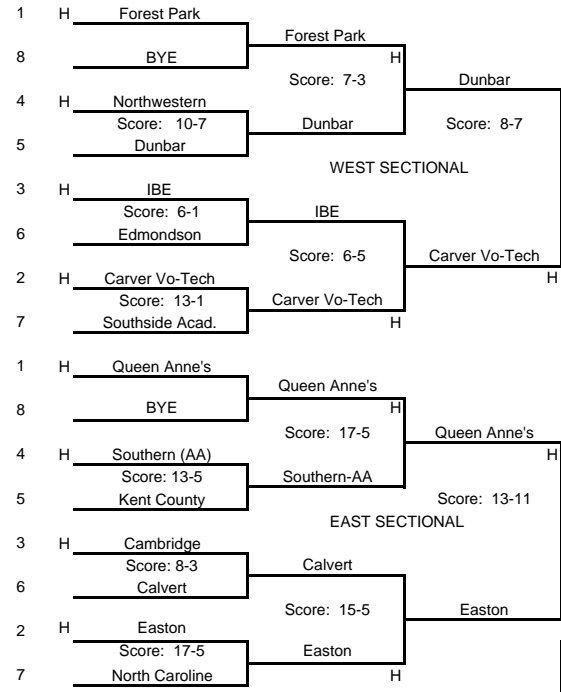 1 H Forest Park
Forest Park
8 BYE H
Score: 7-3 Dunbar
4 H Northwestern
Score: 10-7 Dunbar Score: 8-7
5 Dunbar
WEST SECTIONAL
3 H IBE
Score: 6-1 IBE
6 Edmondson
Score: 6-5 Carver Vo-Tech
2 H Carver Vo-Tech H
Score: 13-1 Carver Vo-Tech
7 Southside Acad. H
1 H Queen Anne's
Queen Anne's
8 BYE H
Score: 17-5 Queen Anne's
4 H Southern (AA) H
Score: 13-5 Southern-AA
5 Kent County Score: 13-11
EAST SECTIONAL
3 H Cambridge
Score: 8-3 Calvert
6 Calvert
Score: 15-5 Easton
2 H Easton
Score: 17-5 Easton
7 North Caroline H